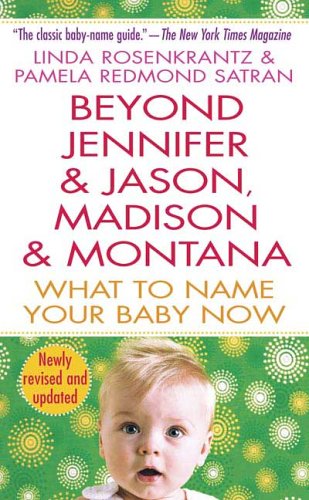 "The classic baby-name guide."—The New York Times Magazine
LINDA ROSENKRANTZ &
PAMELA REDMOND SATRAN
BEYOND
JENNIFER
& JASON,
MADISON
& MONTANA
WHAT TO NAME
YOUR BABY NOW
Newly
revised and
updated